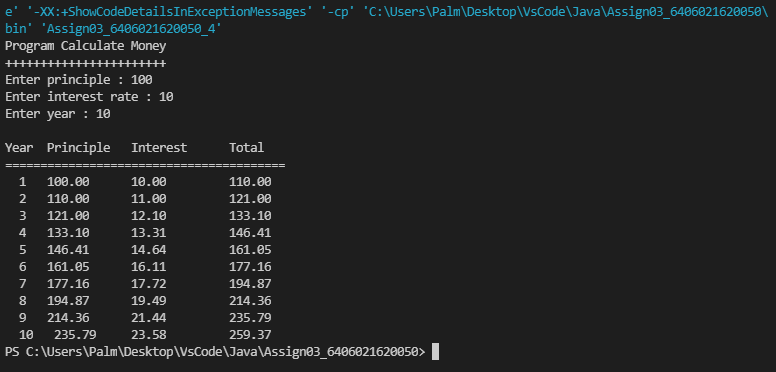 e' '-XX:+ShowCodeDetailsInExceptionMessages' '-cp' 'C:\Users\Palm\Desktop\VsCode\Java\Assign03_6406021620050\
bin' 'Assign03_6406021620050_4'
Program Calculate Money
+++++++++++++++++++++++
Enter principle : 100
Enter interest rate : 10
Enter year : 10
Year  Principle   Interest      Total
========================================
  1   100.00      10.00         110.00
  2   110.00      11.00         121.00
  3   121.00      12.10         133.10
  4   133.10      13.31         146.41
  5   146.41      14.64         161.05
  6   161.05      16.11         177.16
  7   177.16      17.72         194.87
  8   194.87      19.49         214.36
  9   214.36      21.44         235.79
  10   235.79     23.58         259.37
PS C:\Users\Palm\Desktop\VsCode\Java\Assign03_6406021620050>